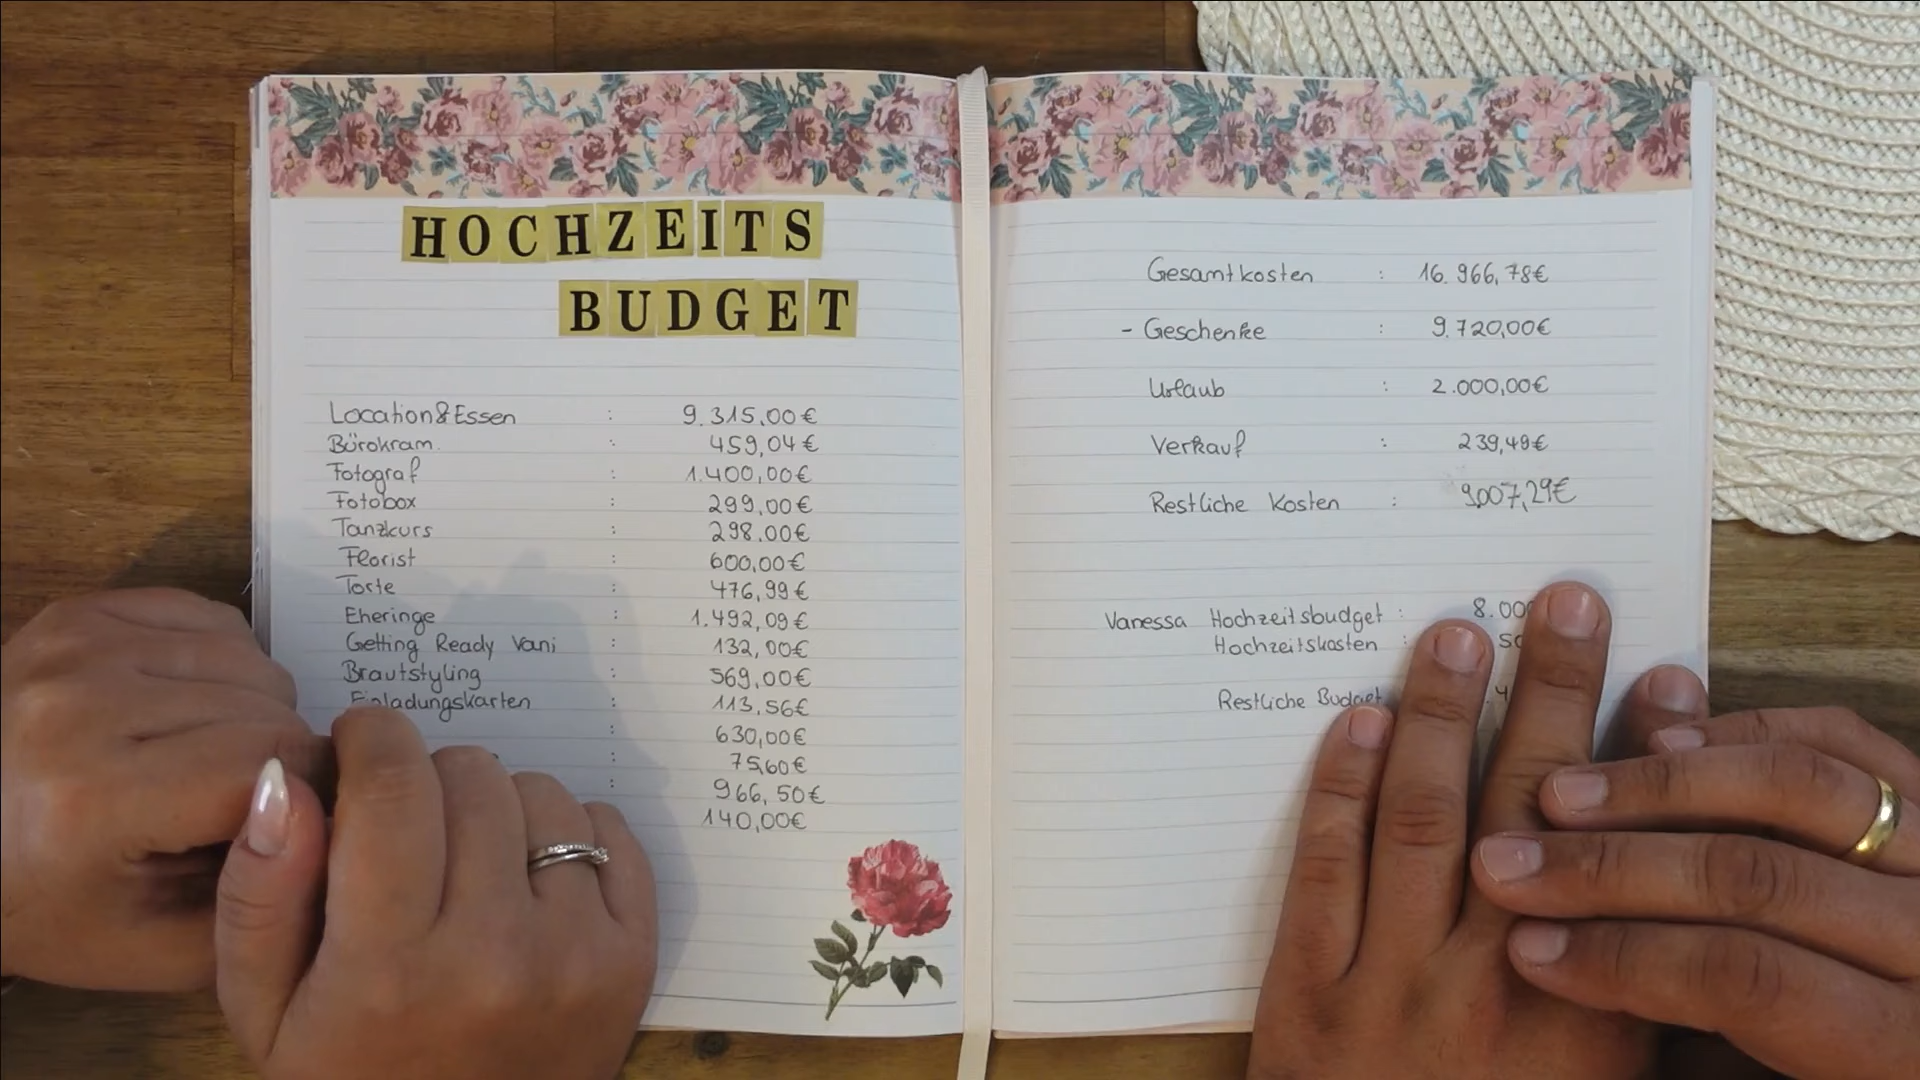 HOCHZEITS
BUDGET
Location&Essen : 9.315,00€
Bürokram : 459,04€
Fotograf : 1.400,00€
Fotobox : 299,00€
Tanzkurs : 298,00€
Florist : 600,00€
Torte : 476,99€
Eheringe : 1.492,09€
Getting Ready Vani : 132,00€
Brautstyling : 569,00€
Einladungskarten : 113,56€
630,00€
: 75,60€
: 966,50€
140,00€
Gesamtkosten : 16.966,78€
- Geschenke : 9.720,00€
Urlaub : 2.000,00€
Verkauf : 239,49€
Restliche Kosten : 9.007,29€
Vanessa Hochzeitsbudget : 8.00
Hochzeitskosten : 50
Restliche Budget